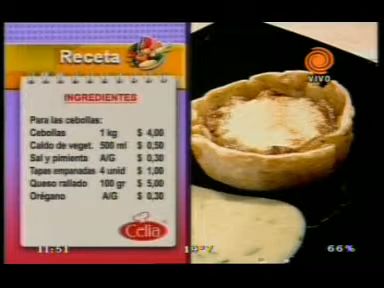 Receta
INGREDIENTES
Para las cebollas:
Cebollas 1 kg $ 4,00
Caldo de veget. 500 ml $ 0,50
Sal y pimienta A/G $ 0,30
Tapas empanadas 4 unid $ 1,00
Queso rallado 100 gr $ 5,00
Orégano A/G $ 0,30
Celia
VIVO
11:51
66%